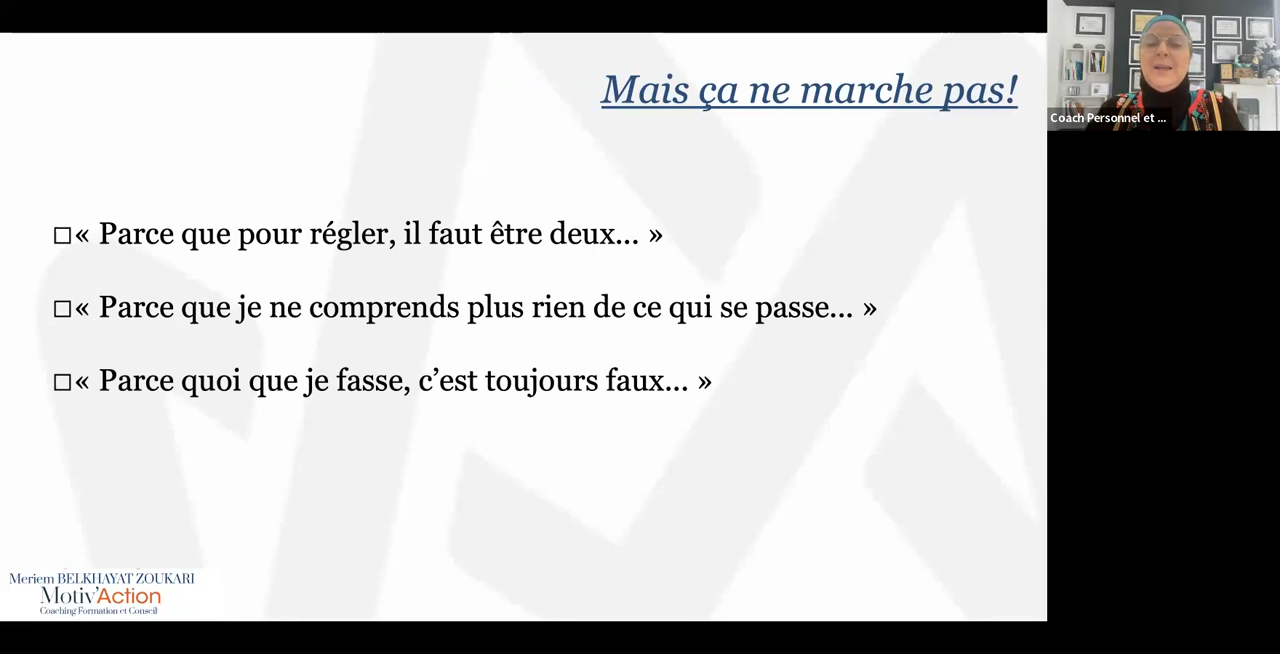 Mais ça ne marche pas!
Coach Personnel et ...
□« Parce que pour régler, il faut être deux... »
□« Parce que je ne comprends plus rien de ce qui se passe... »
□« Parce quoi que je fasse, c’est toujours faux... »
Meriem BELKHAYAT ZOUKARI
Motiv'Action
Coaching Formation et Conseil